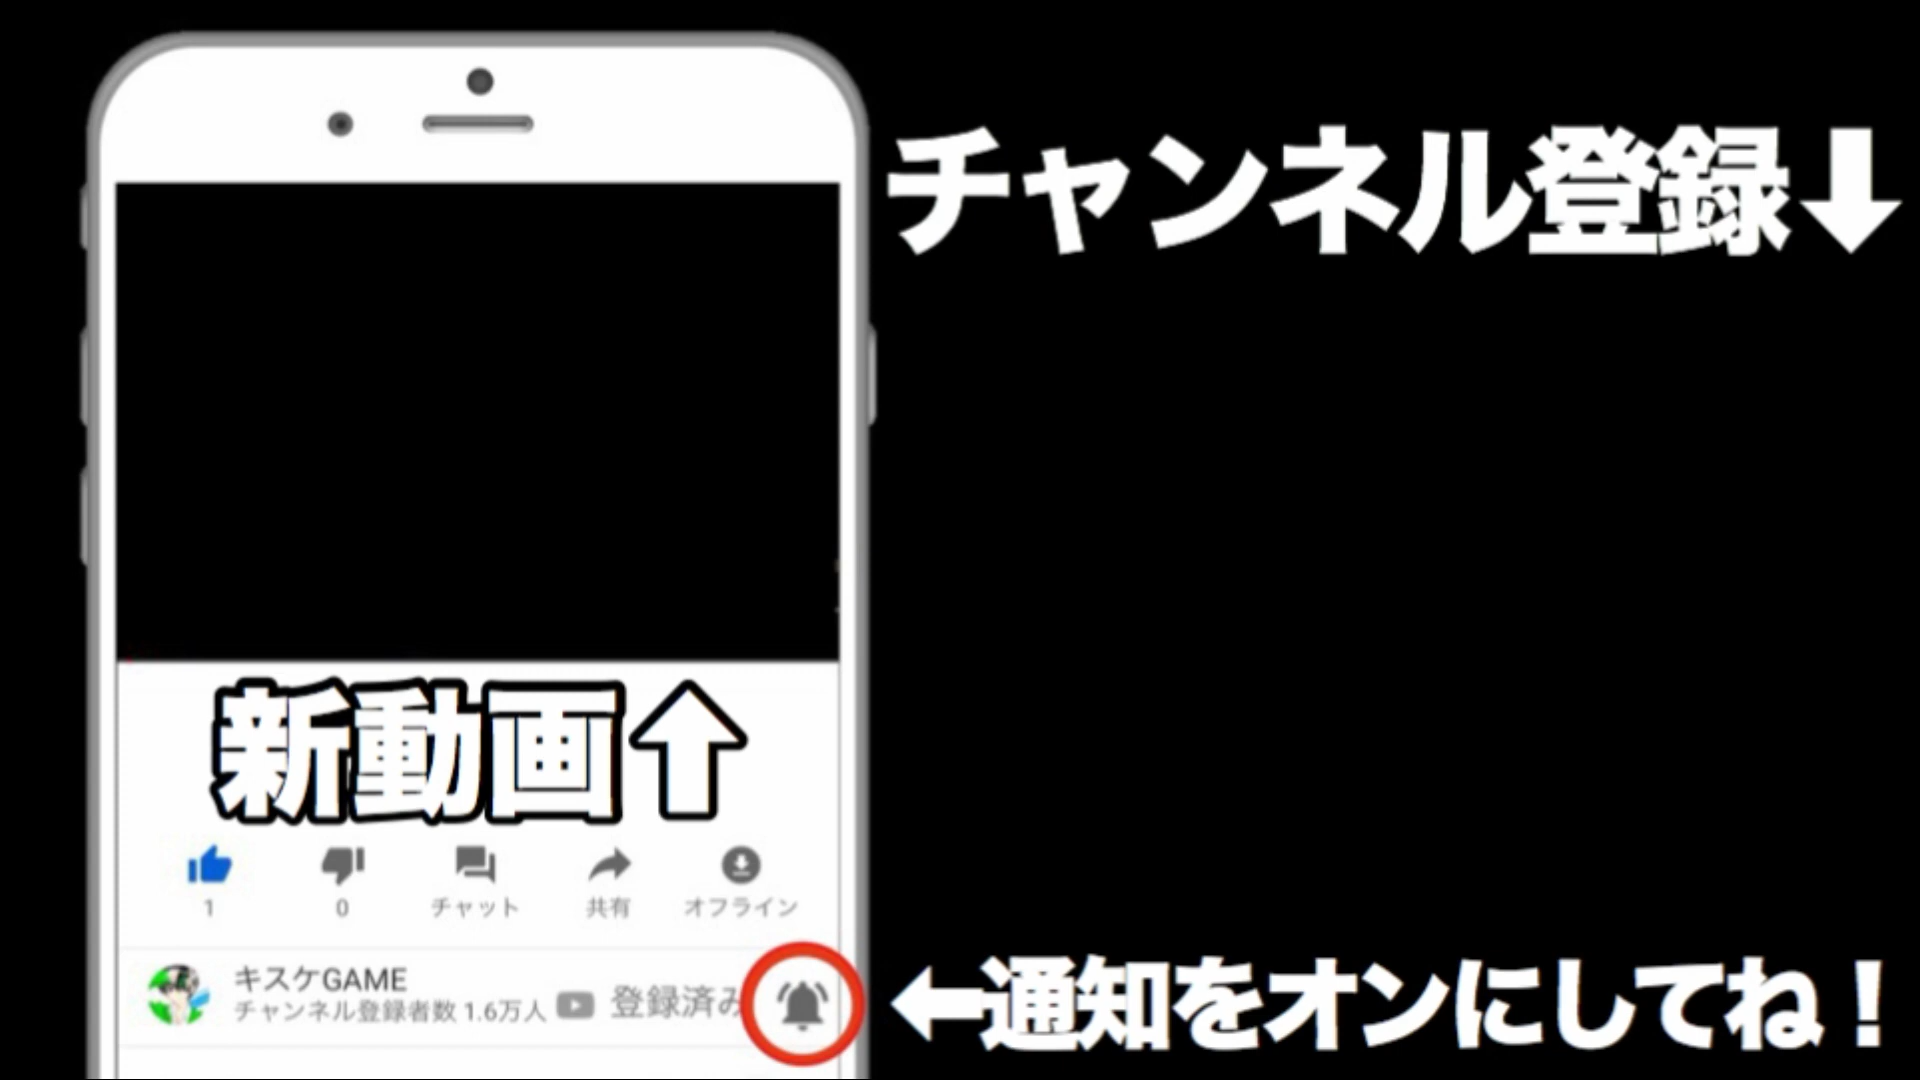 チャンネル登録⬇
新動画↑
1
0
チャット
共有
オフライン
キスケGAME
チャンネル登録者数 1.6万人
登録済み
⬅通知をオンにしてね！